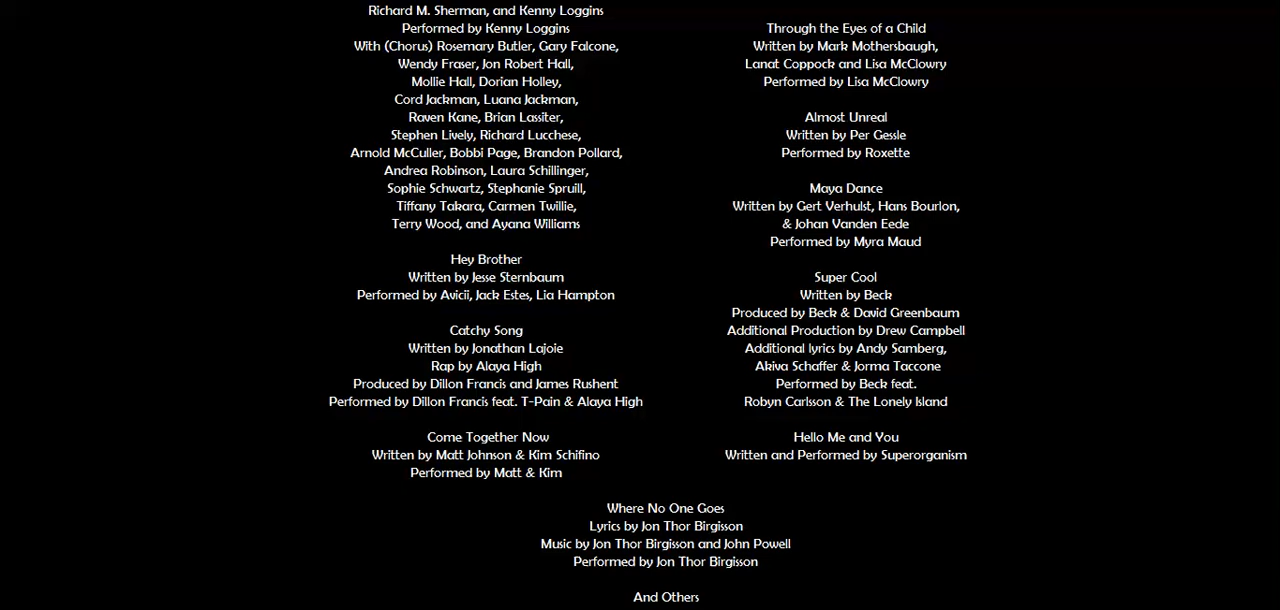 Richard M. Sherman, and Kenny Loggins
Performed by Kenny Loggins
With (Chorus) Rosemary Butler, Gary Falcone,
Wendy Fraser, Jon Robert Hall,
Mollie Hall, Dorian Holley,
Cord Jackman, Luana Jackman,
Raven Kane, Brian Lassiter,
Stephen Lively, Richard Lucchese,
Arnold McCuller, Bobbi Page, Brandon Pollard,
Andrea Robinson, Laura Schillinger,
Sophie Schwartz, Stephanie Spruill,
Tiffany Takara, Carmen Twillie,
Terry Wood, and Ayana Williams
Hey Brother
Written by Jesse Sternbaum
Performed by Avicii, Jack Estes, Lia Hampton
Catchy Song
Written by Jonathan Lajoie
Rap by Alaya High
Produced by Dillon Francis and James Rushent
Performed by Dillon Francis feat. T-Pain & Alaya High
Come Together Now
Written by Matt Johnson & Kim Schifino
Performed by Matt & Kim
Through the Eyes of a Child
Written by Mark Mothersbaugh,
Lanat Coppock and Lisa McClowry
Performed by Lisa McClowry
Almost Unreal
Written by Per Gessle
Performed by Roxette
Maya Dance
Written by Gert Verhulst, Hans Bourlon,
& Johan Vanden Eede
Performed by Myra Maud
Super Cool
Written by Beck
Produced by Beck & David Greenbaum
Additional Production by Drew Campbell
Additional lyrics by Andy Samberg,
Akiva Schaffer & Jorma Taccone
Performed by Beck feat.
Robyn Carlsson & The Lonely Island
Hello Me and You
Written and Performed by Superorganism
Where No One Goes
Lyrics by Jon Thor Birgisson
Music by Jon Thor Birgisson and John Powell
Performed by Jon Thor Birgisson
And Others